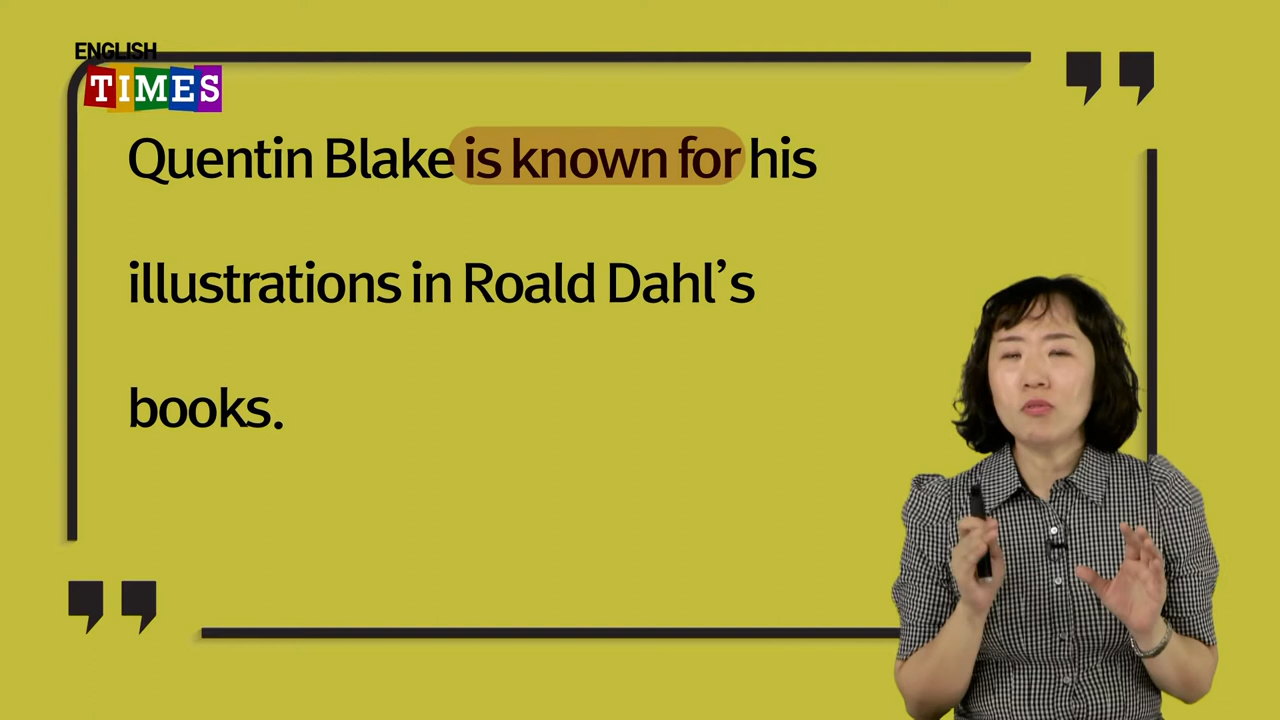 ENGLISH
TIMES
Quentin Blake is known for his
illustrations in Roald Dahl’s
books.